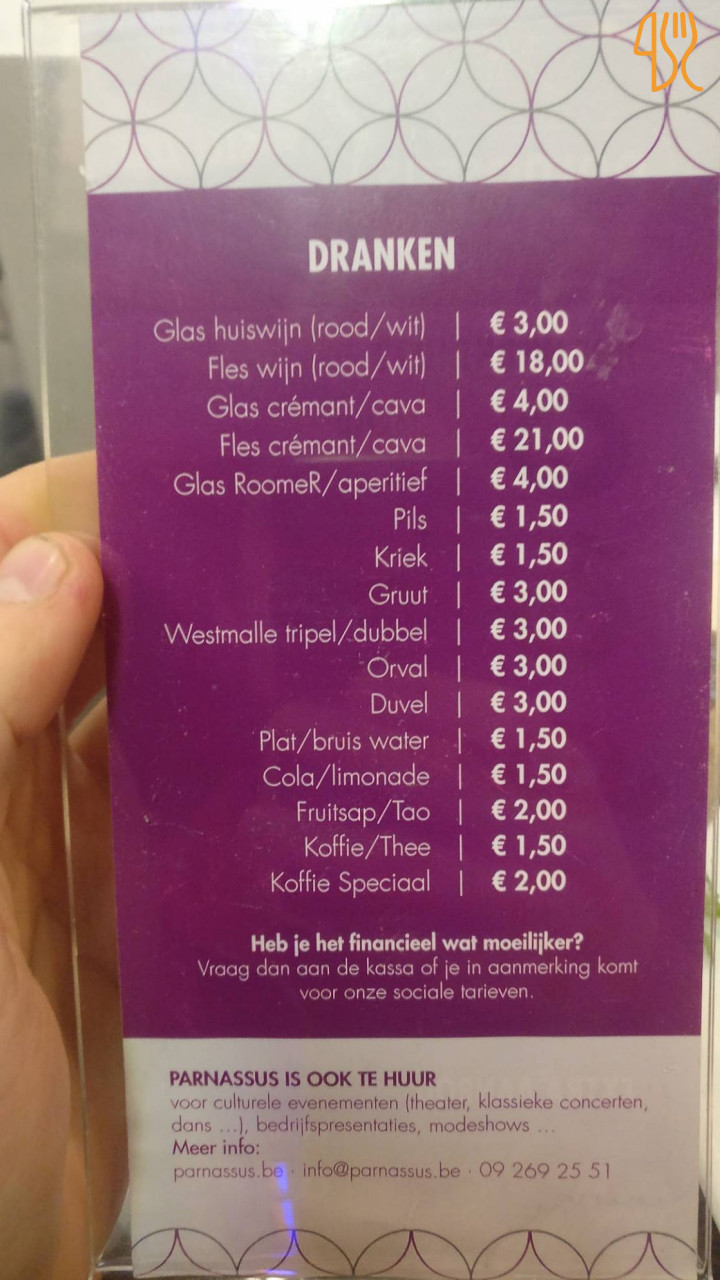 DRANKEN
Glas huiswijn (rood/wit) | € 3,00
Fles wijn (rood/wit) | € 18,00
Glas crémant/cava | € 4,00
Fles crémant/cava | € 21,00
Glas RoomeR/aperitief | € 4,00
Pils | € 1,50
Kriek | € 1,50
Gruut | € 3,00
Westmalle tripel/dubbel | € 3,00
Orval | € 3,00
Duvel | € 3,00
Plat/bruis water | € 1,50
Cola/limonade | € 1,50
Fruitsap/Tao | € 2,00
Koffie/Thee | € 1,50
Koffie Speciaal | € 2,00
Heb je het financieel wat moeilijker?
Vraag dan aan de kassa of je in aanmerking komt
voor onze sociale tarieven.
PARNASSUS IS OOK TE HUUR
voor culturele evenementen (theater, klassieke concerten,
dans ...), bedrijfspresentaties, modeshows ...
Meer info:
parnassus.be · info@parnassus.be · 09 269 25 51